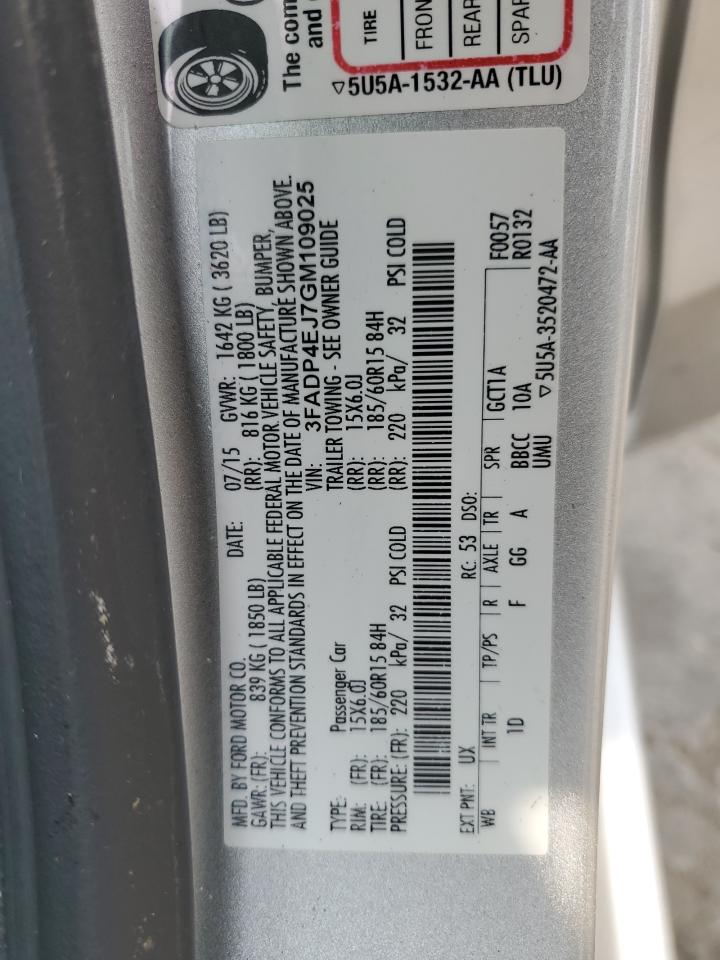 The com
and
TIRE
FRON
REAR
SPAR
▽5U5A-1532-AA (TLU)
MFD. BY FORD MOTOR CO. DATE: 07/15 GVWR: 1642 KG ( 3620 LB)
GAWR: (FR): 839 KG ( 1850 LB) (RR): 816 KG ( 1800 LB)
THIS VEHICLE CONFORMS TO ALL APPLICABLE FEDERAL MOTOR VEHICLE SAFETY, BUMPER,
AND THEFT PREVENTION STANDARDS IN EFFECT ON THE DATE OF MANUFACTURE SHOWN ABOVE.
VIN: 3FADP4EJ7GM109025
TYPE: Passenger Car TRAILER TOWING - SEE OWNER GUIDE
RIM: (FR): 15X6.0J (RR): 15X6.0J
TIRE: (FR): 185/60R15 84H (RR): 185/60R15 84H
PRESSURE: (FR): 220 kPa/ 32 PSI COLD (RR): 220 kPa/ 32 PSI COLD
EXT PNT: UX RC: 53 DSO: F0057
WB INT TR TP/PS R AXLE TR SPR GCT1A R0132
1D F GG A BBCC 10A
UMU ▽5U5A-3520472-AA